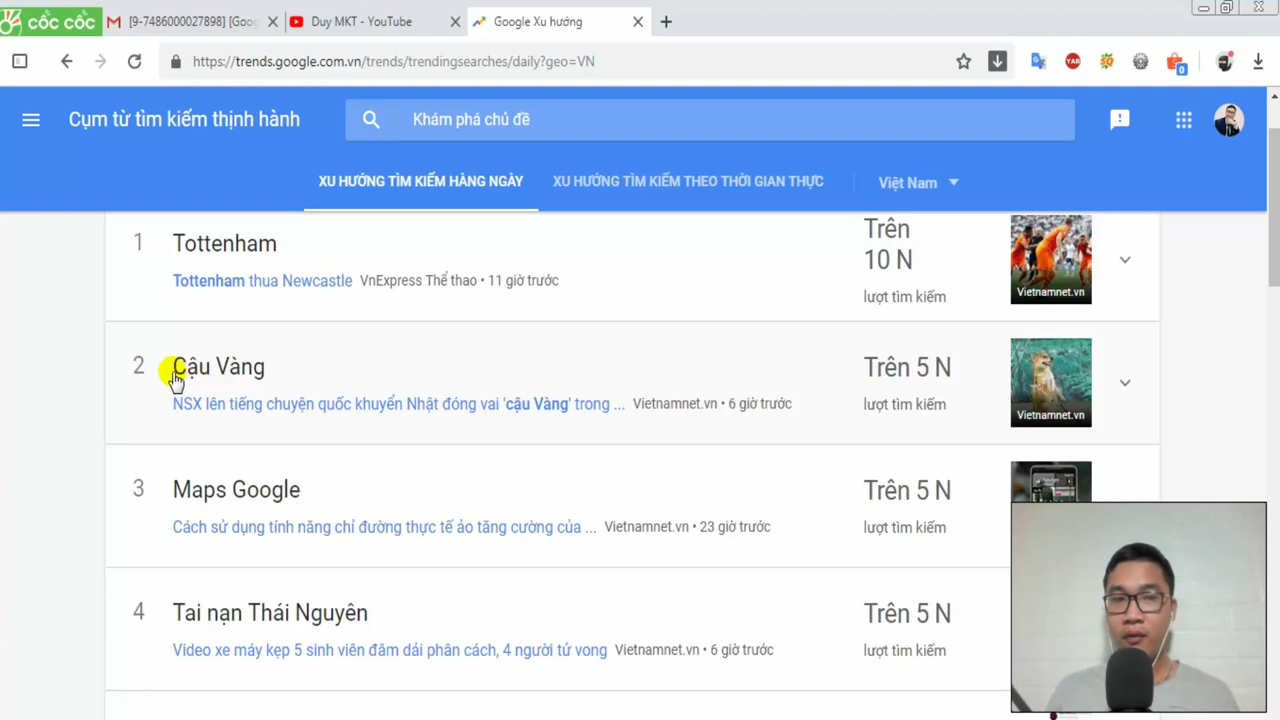 cốc cốc
[9-7486000027898] [Goog
Duy MKT - YouTube
Google Xu hướng
https://trends.google.com.vn/trends/trendingsearches/daily?geo=VN
YAB
0
Cụm từ tìm kiếm thịnh hành
Khám phá chủ đề
XU HƯỚNG TÌM KIẾM HÀNG NGÀY
XU HƯỚNG TÌM KIẾM THEO THỜI GIAN THỰC
Việt Nam
1
Tottenham
Tottenham thua Newcastle VnExpress Thể thao • 11 giờ trước
Trên
10 N
lượt tìm kiếm
Vietnamnet.vn
2
Cậu Vàng
NSX lên tiếng chuyện quốc khuyển Nhật đóng vai 'cậu Vàng' trong ... Vietnamnet.vn • 6 giờ trước
Trên 5 N
lượt tìm kiếm
Vietnamnet.vn
3
Maps Google
Cách sử dụng tính năng chỉ đường thực tế ảo tăng cường của ... Vietnamnet.vn • 23 giờ trước
Trên 5 N
lượt tìm kiếm
4
Tai nạn Thái Nguyên
Video xe máy kẹp 5 sinh viên đâm dải phân cách, 4 người tử vong Vietnamnet.vn • 6 giờ trước
Trên 5 N
lượt tìm kiếm